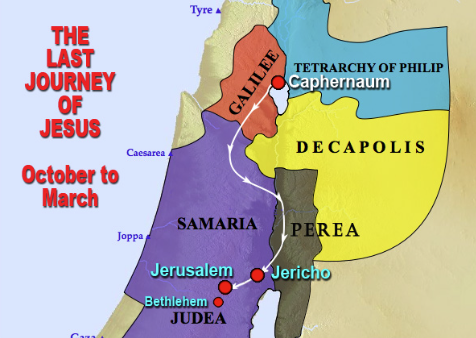 Tyre
THE
LAST
JOURNEY
OF
JESUS
October to
March
GALILEE
TETRARCHY OF PHILIP
Caphernaum
DECAPOLIS
Caesarea
SAMARIA
PEREA
Joppa
Jerusalem
Jericho
Bethlehem
JUDEA
Gaza